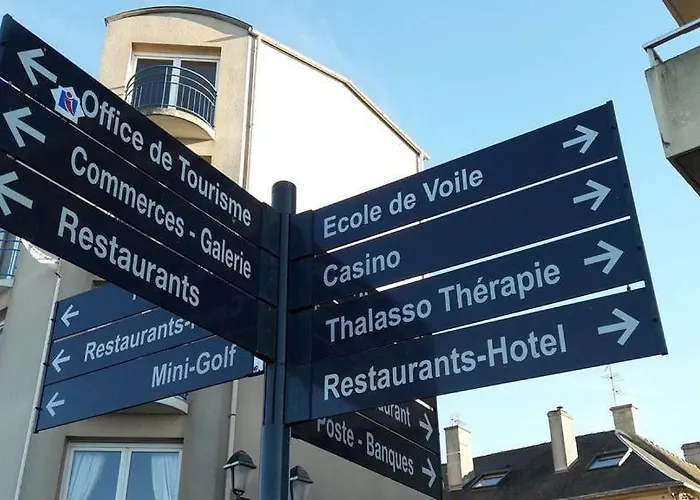 Office de Tourisme
Commerces - Galerie
Restaurants
Restaurants-
Mini-Golf
Ecole de Voile
Casino
Thalasso Thérapie
Restaurants-Hotel
Poste - Banques